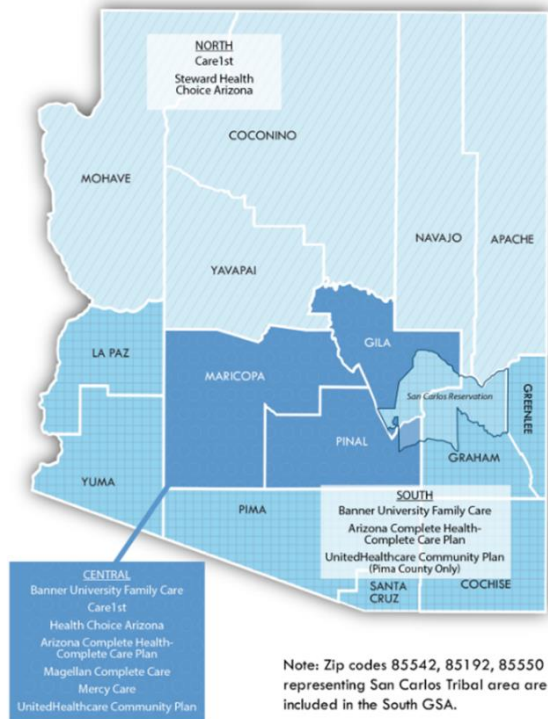 NORTH
Care1st
Steward Health
Choice Arizona
COCONINO
MOHAVE
NAVAJO
APACHE
YAVAPAI
LA PAZ
GILA
MARICOPA
San Carlos Reservation
GREENLEE
PINAL
GRAHAM
YUMA
PIMA
SOUTH
Banner University Family Care
Arizona Complete Health-
Complete Care Plan
UnitedHealthcare Community Plan
(Pima County Only)
SANTA
CRUZ
COCHISE
CENTRAL
Banner University Family Care
Care1st
Health Choice Arizona
Arizona Complete Health-
Complete Care Plan
Magellan Complete Care
Mercy Care
UnitedHealthcare Community Plan
Note: Zip codes 85542, 85192, 85550
representing San Carlos Tribal area are
included in the South GSA.